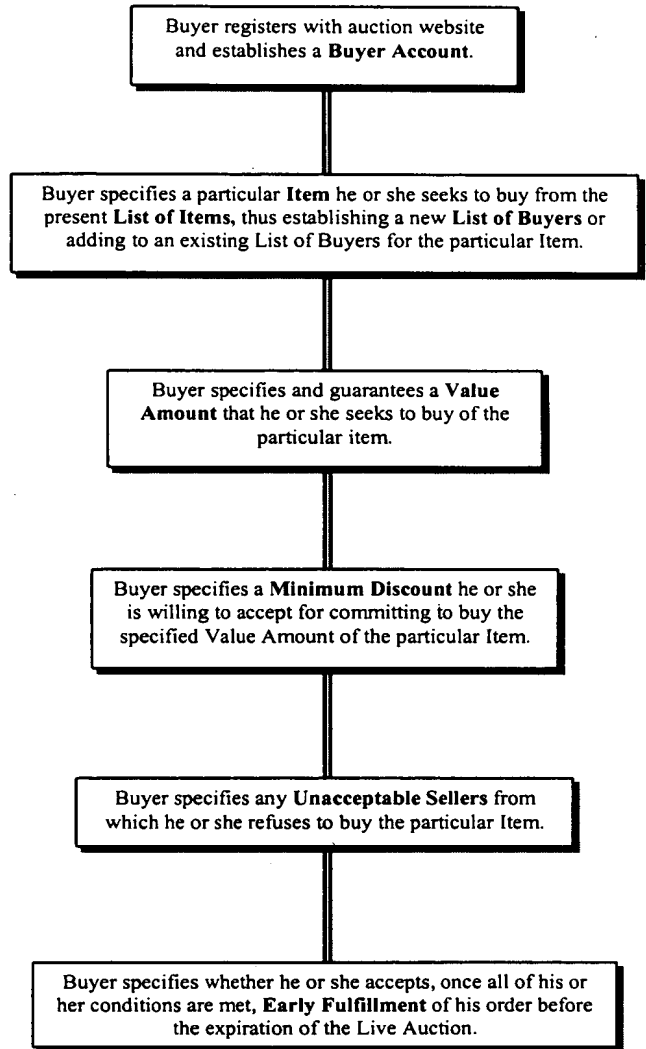 Buyer registers with auction website
and establishes a Buyer Account.
Buyer specifies a particular Item he or she seeks to buy from the
present List of Items, thus establishing a new List of Buyers or
adding to an existing List of Buyers for the particular Item.
Buyer specifies and guarantees a Value
Amount that he or she seeks to buy of the
particular item.
Buyer specifies a Minimum Discount he or she
is willing to accept for committing to buy the
specified Value Amount of the particular Item.
Buyer specifies any Unacceptable Sellers from
which he or she refuses to buy the particular Item.
Buyer specifies whether he or she accepts, once all of his or
her conditions are met, Early Fulfillment of his order before
the expiration of the Live Auction.